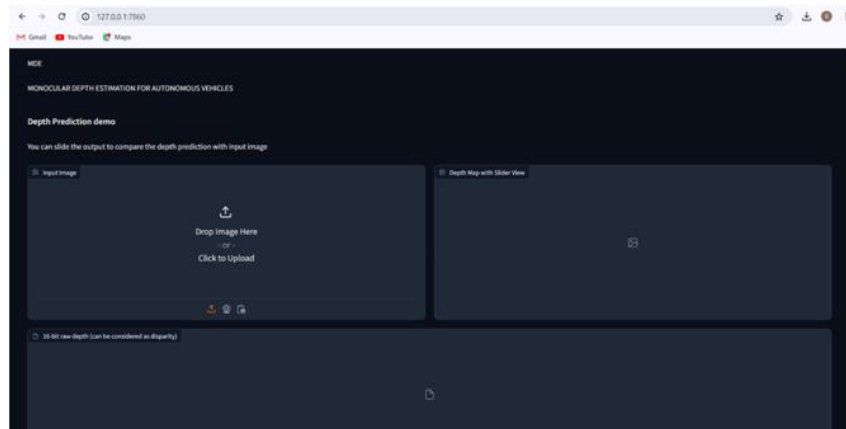 127.0.0.1:7860
Gmail YouTube Maps
MDE
MONOCULAR DEPTH ESTIMATION FOR AUTONOMOUS VEHICLES
Depth Prediction demo
You can slide the output to compare the depth prediction with input image
Input Image
Depth Map with Slider View
Drop Image Here
- or -
Click to Upload
16-bit raw depth (can be considered as disparity)